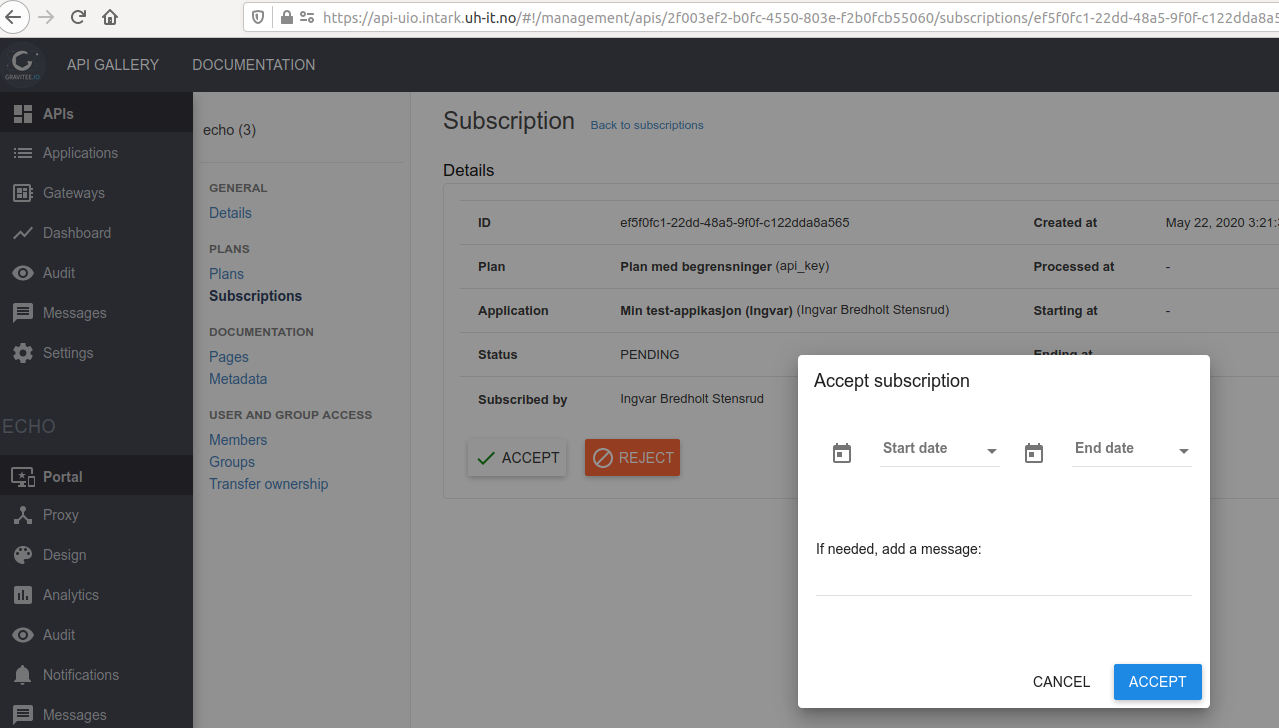 https://api-uio.intark.uh-it.no/#!/management/apis/2f003ef2-b0fc-4550-803e-f2b0fcb55060/subscriptions/ef5f0fc1-22dd-48a5-9f0f-c122dda8a5
GRAVITEE.IO
API GALLERY DOCUMENTATION
APIs
Applications
Gateways
Dashboard
Audit
Messages
Settings
ECHO
Portal
Proxy
Design
Analytics
Audit
Notifications
Messages
echo (3)
GENERAL
Details
PLANS
Plans
Subscriptions
DOCUMENTATION
Pages
Metadata
USER AND GROUP ACCESS
Members
Groups
Transfer ownership
Subscription Back to subscriptions
Details
ID ef5f0fc1-22dd-48a5-9f0f-c122dda8a565 Created at May 22, 2020 3:21:
Plan Plan med begrensninger (api_key) Processed at -
Application Min test-appikasjon (Ingvar) (Ingvar Bredholt Stensrud) Starting at -
Status PENDING Ending at
Subscribed by Ingvar Bredholt Stensrud
ACCEPT REJECT
Accept subscription
Start date End date
If needed, add a message:
CANCEL ACCEPT